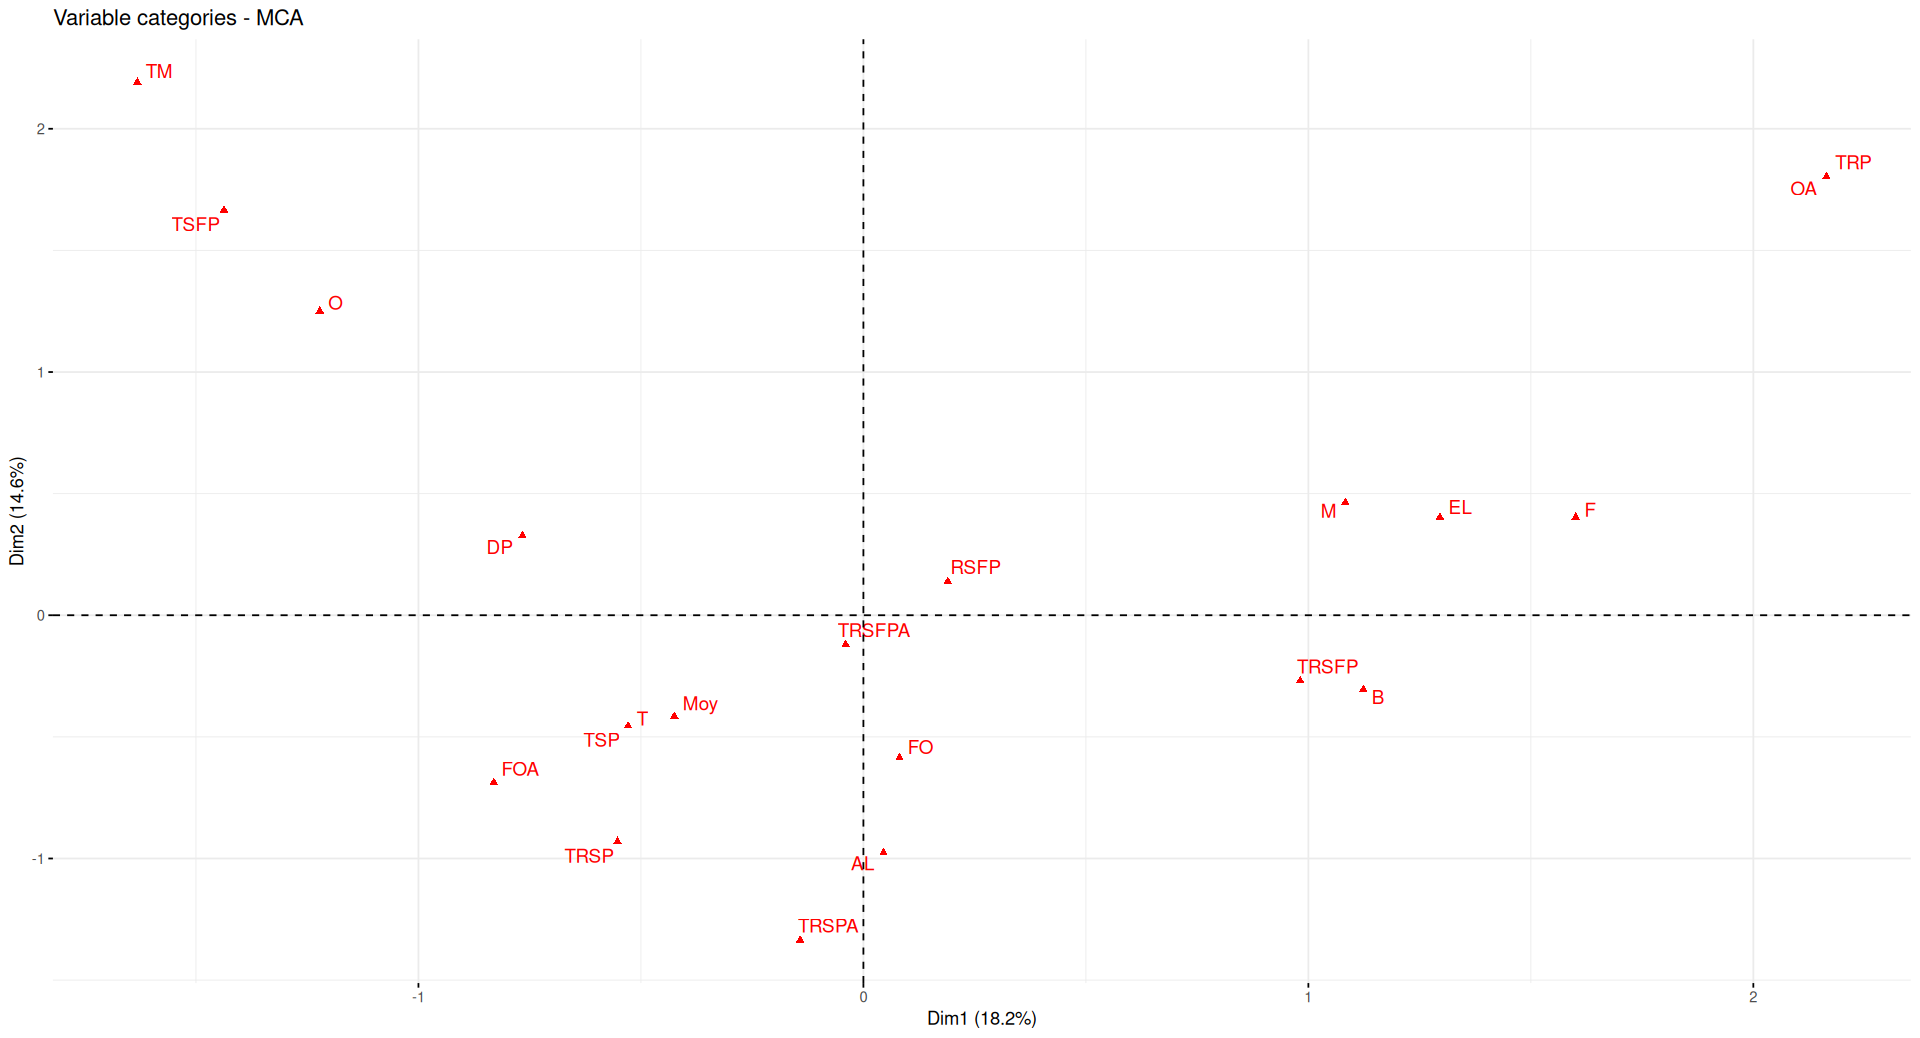 Variable categories - MCA
TM
2
TRP
OA
TSFP
O
1
M
EL
F
DP
RSFP
0
TRSFPA
TRSFP
B
Moy
T
TSP
FO
FOA
TRSP
-1
AL
TRSPA
-1
0
1
2
Dim1 (18.2%)
Dim2 (14.6%)